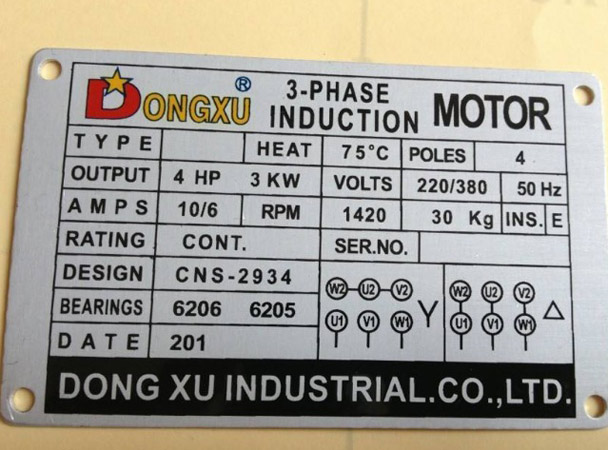 DONGXU ® 3-PHASE INDUCTION MOTOR
TYPE HEAT 75°C POLES 4
OUTPUT 4 HP 3 KW VOLTS 220/380 50 Hz
AMPS 10/6 RPM 1420 30 Kg INS. E
RATING CONT. SER.NO.
DESIGN CNS-2934
BEARINGS 6206 6205
DATE 201
W2 U2 V2
U1 V1 W1 Y
W2 U2 V2
U1 V1 W1 △
DONG XU INDUSTRIAL.CO.,LTD.